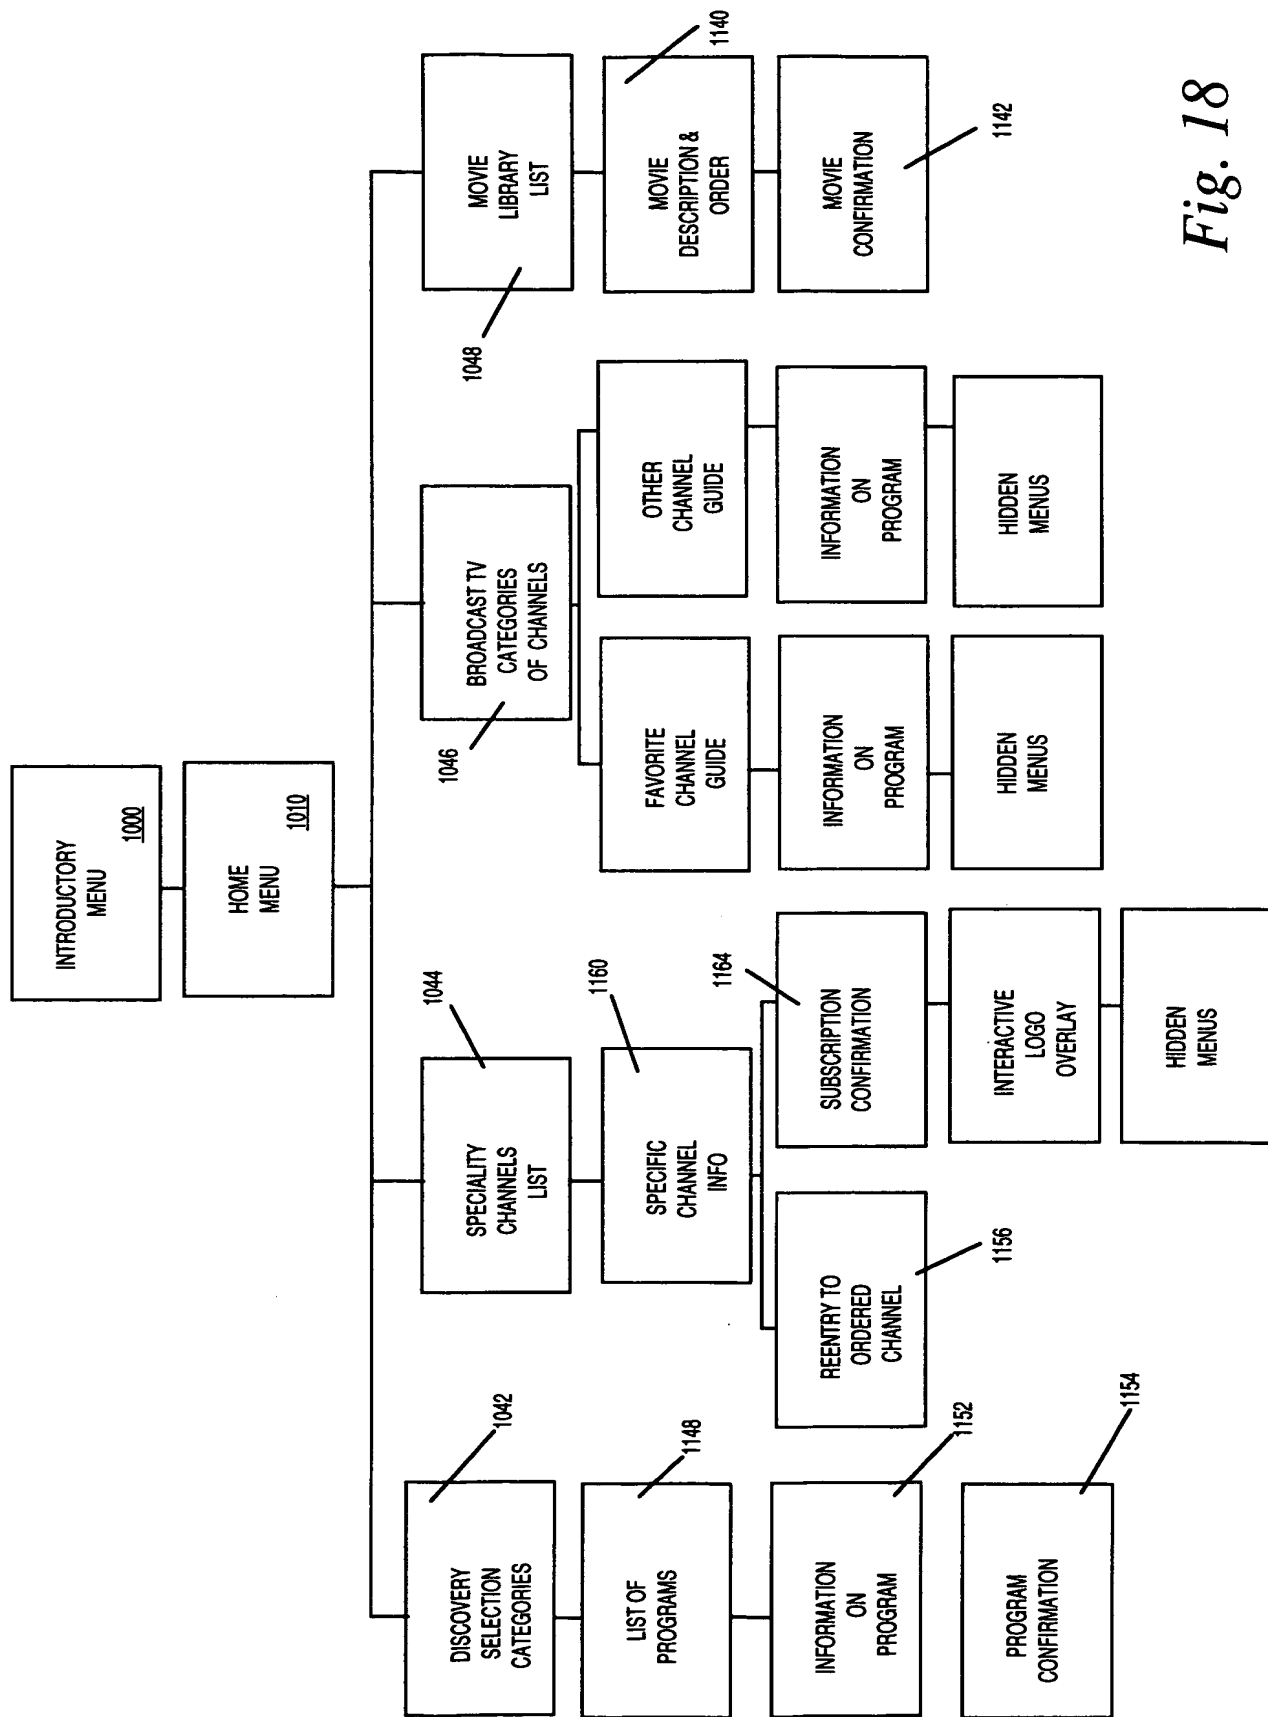 INTRODUCTORY
MENU
1000
HOME
MENU
1010
DISCOVERY
SELECTION
CATEGORIES
1042
LIST OF
PROGRAMS
1148
INFORMATION
ON
PROGRAM
1152
PROGRAM
CONFIRMATION
1154
SPECIALITY
CHANNELS
LIST
1044
SPECIFIC
CHANNEL
INFO
1160
REENTRY TO
ORDERED
CHANNEL
1156
SUBSCRIPTION
CONFIRMATION
1164
INTERACTIVE
LOGO
OVERLAY
HIDDEN
MENUS
BROADCAST TV
CATEGORIES
OF CHANNELS
1046
FAVORITE
CHANNEL
GUIDE
INFORMATION
ON
PROGRAM
HIDDEN
MENUS
OTHER
CHANNEL
GUIDE
INFORMATION
ON
PROGRAM
HIDDEN
MENUS
MOVIE
LIBRARY
LIST
1048
MOVIE
DESCRIPTION &
ORDER
1140
MOVIE
CONFIRMATION
1142
Fig. 18